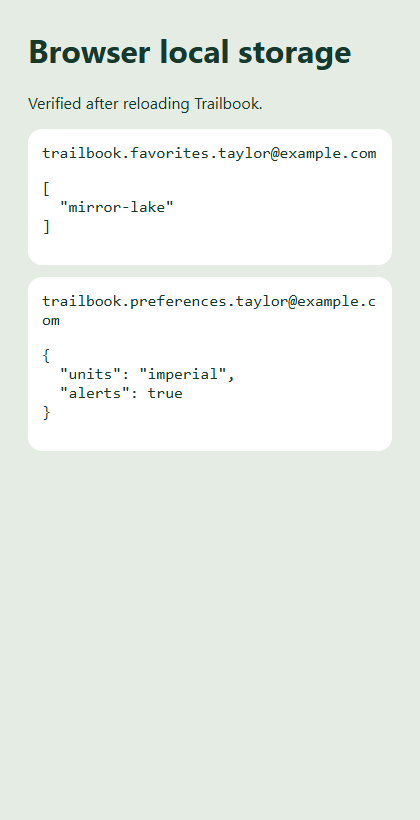 Browser local storage
Verified after reloading Trailbook.
trailbook.favorites.taylor@example.com
[
  "mirror-lake"
]
trailbook.preferences.taylor@example.c
om
{
  "units": "imperial",
  "alerts": true
}